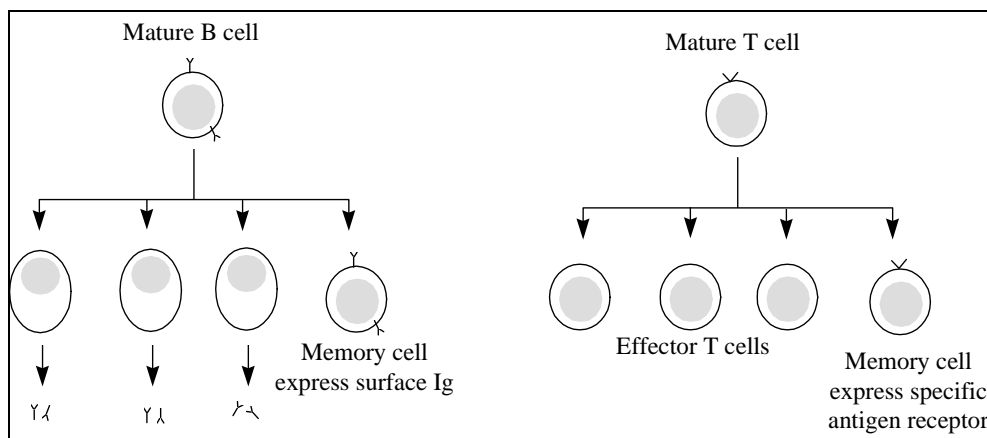 Mature B cell
Mature T cell
Memory cell
express surface Ig
Effector T cells
Memory cell
express specific
antigen receptor